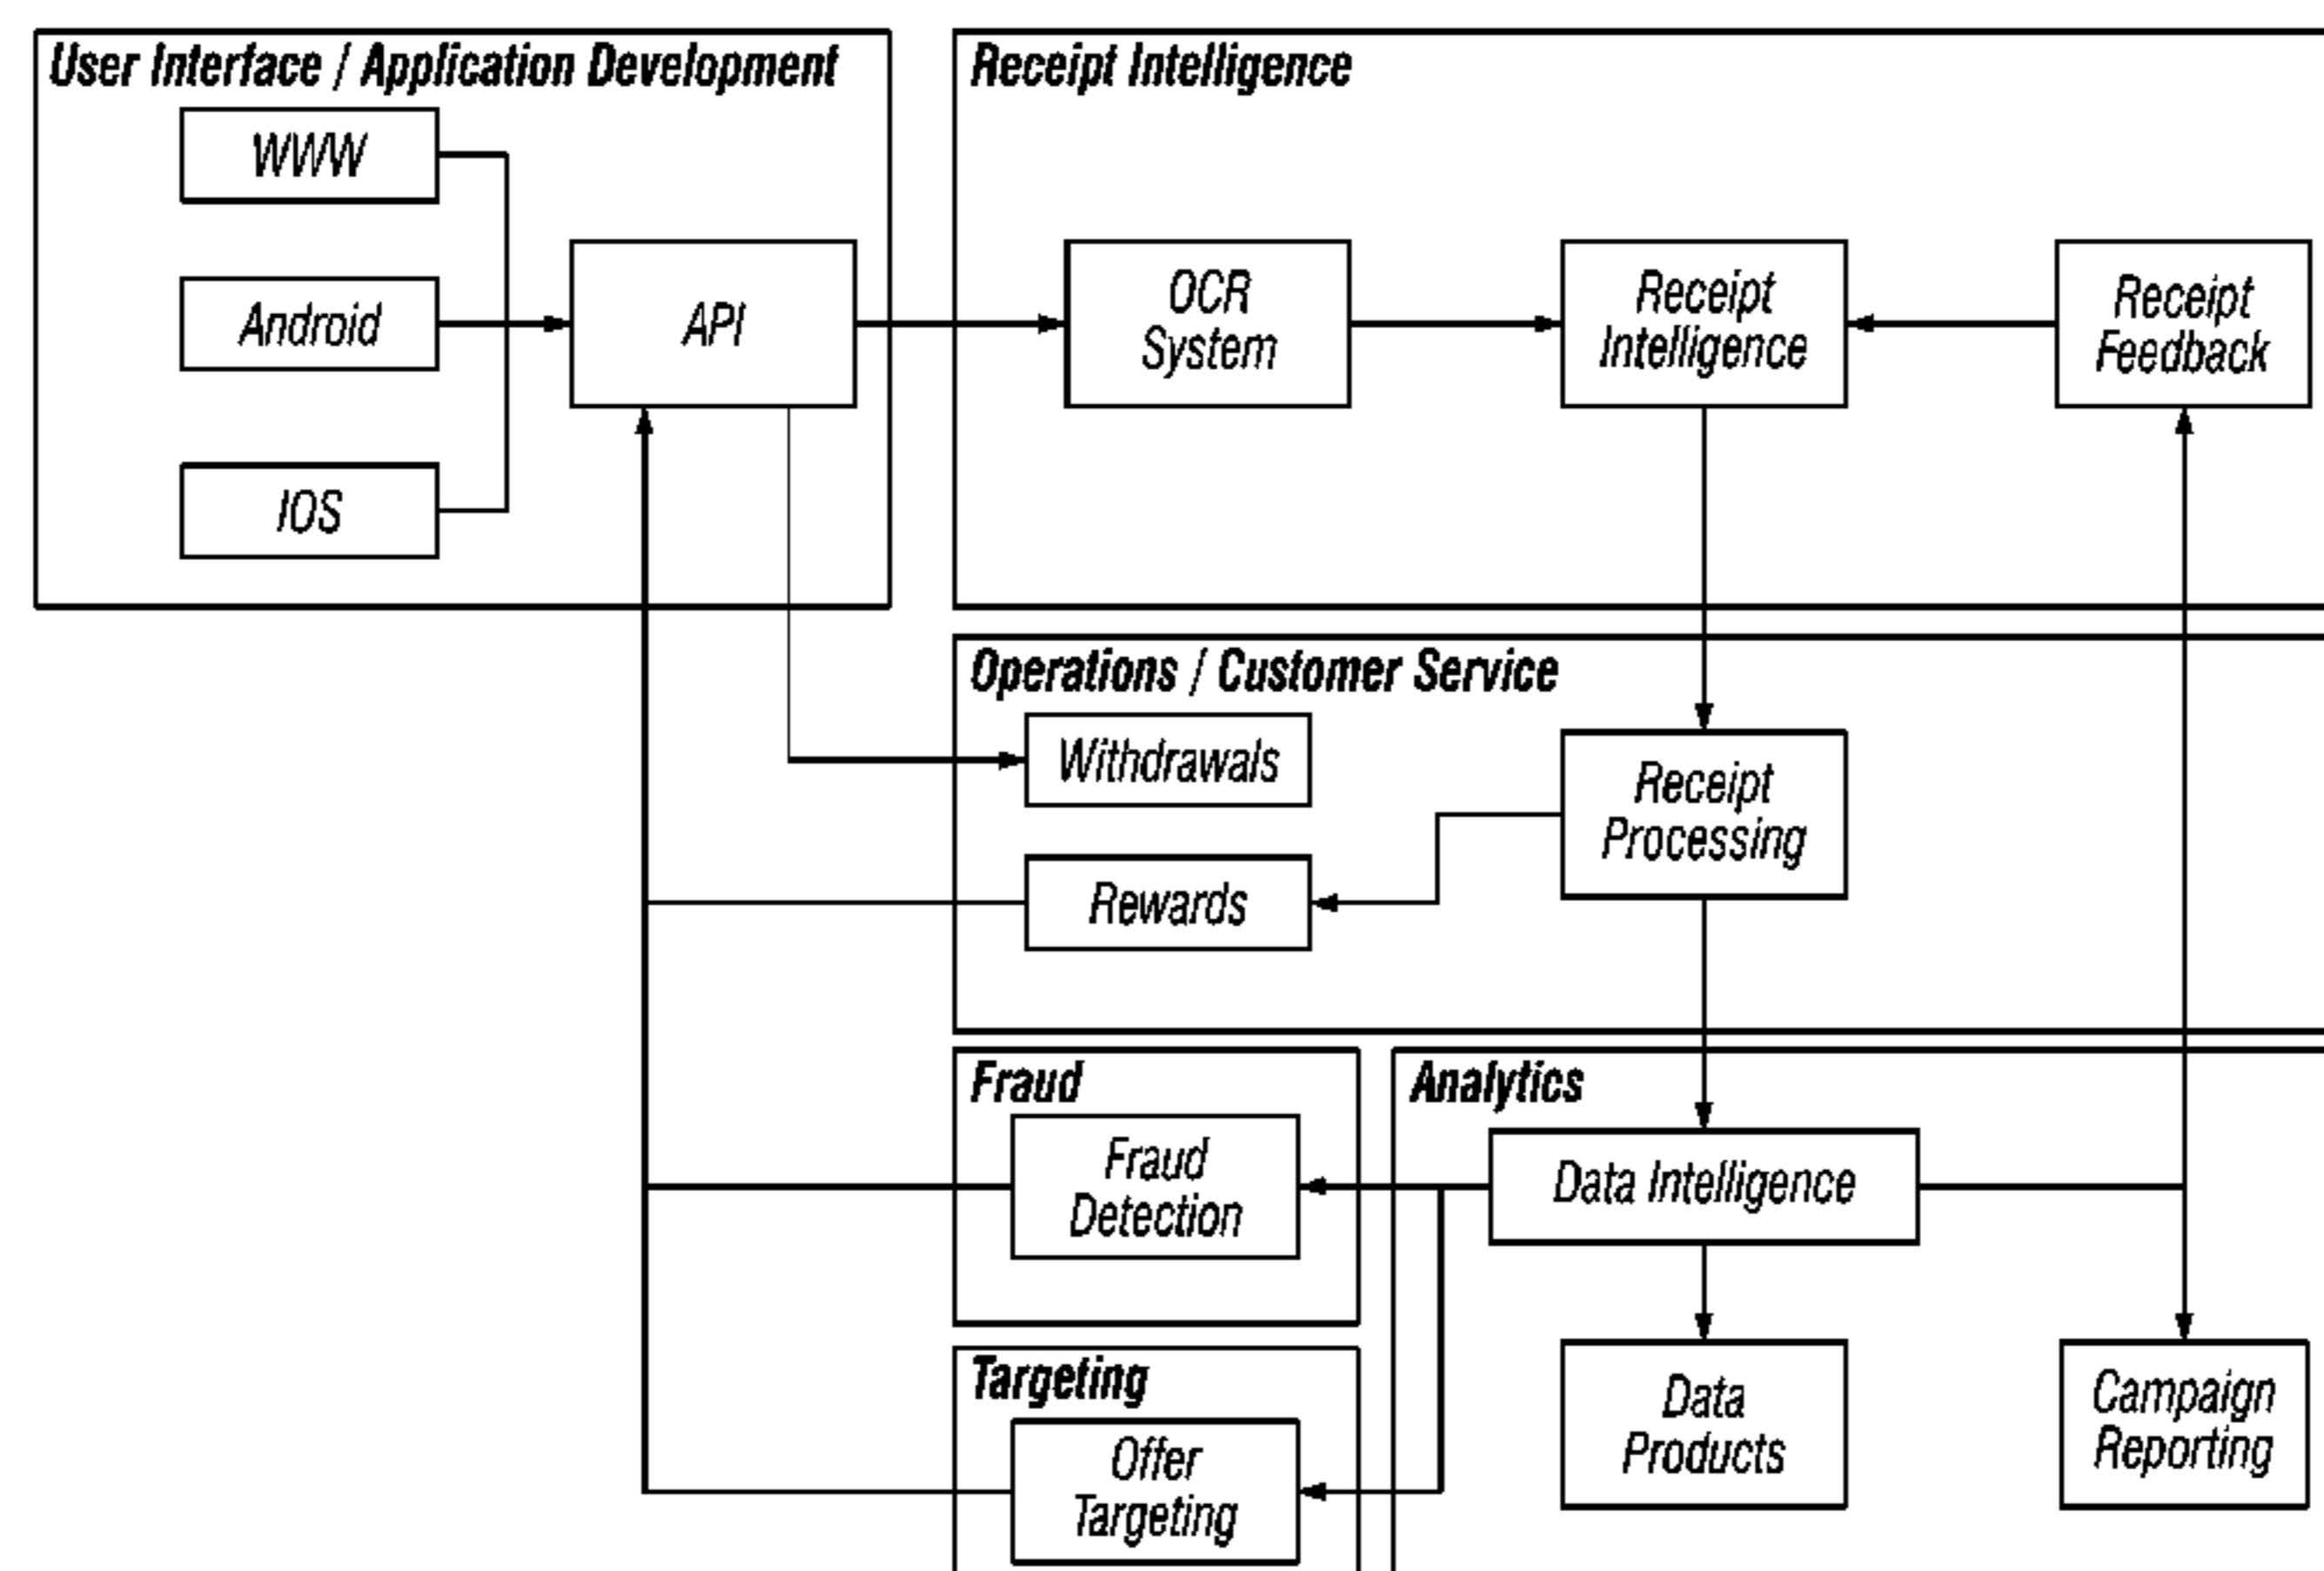 User Interface / Application Development
WWW
Android
IOS
API
Receipt Intelligence
OCR
System
Receipt
Intelligence
Receipt
Feedback
Operations / Customer Service
Withdrawals
Rewards
Receipt
Processing
Fraud
Fraud
Detection
Analytics
Data Intelligence
Data
Products
Campaign
Reporting
Targeting
Offer
Targeting